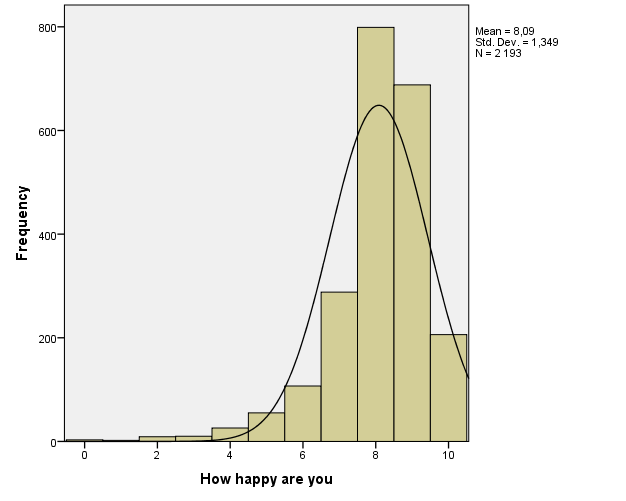 Mean = 8,09
Std. Dev. = 1,349
N = 2 193
800
600
400
200
0
Frequency
0 2 4 6 8 10
How happy are you